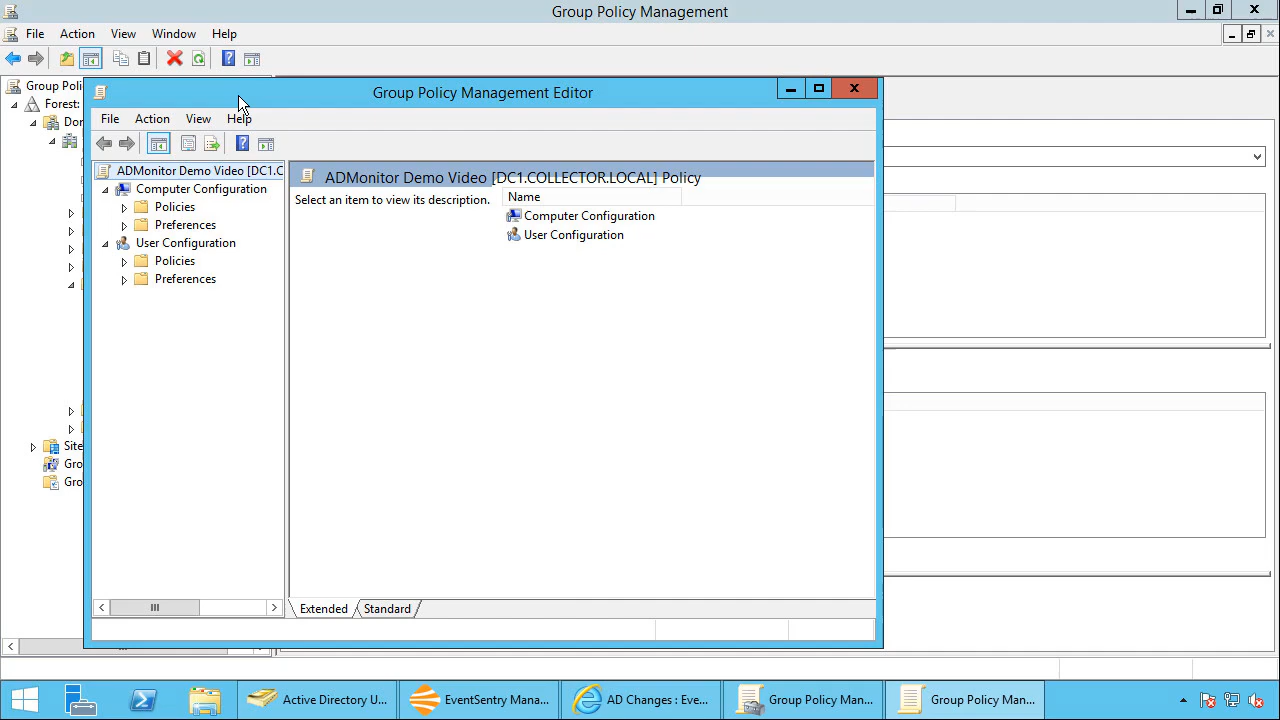 Group Policy Management
File Action View Window Help
Group Poli
Forest:
Dor
Site
Gro
Gro
Group Policy Management Editor
File Action View Help
ADMonitor Demo Video [DC1.C
Computer Configuration
Policies
Preferences
User Configuration
Policies
Preferences
ADMonitor Demo Video [DC1.COLLECTOR.LOCAL] Policy
Select an item to view its description.
Name
Computer Configuration
User Configuration
Extended Standard
Active Directory U... EventSentry Mana... AD Changes : Eve... Group Policy Man... Group Policy Man...